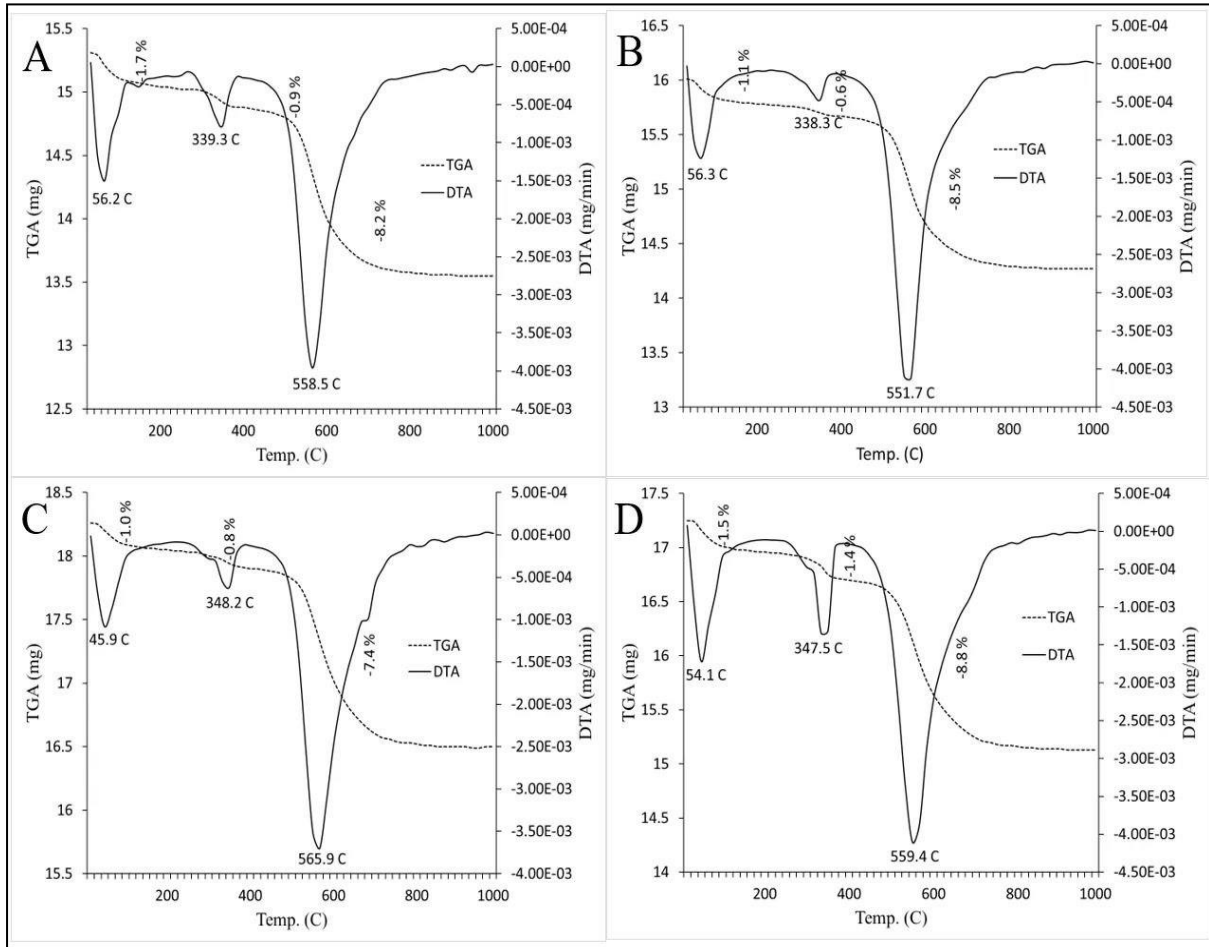 A
15.5
15
14.5
14
13.5
13
12.5
TGA (mg)
5.00E-04
0.00E+00
-5.00E-04
-1.00E-03
-1.50E-03
-2.00E-03
-2.50E-03
-3.00E-03
-3.50E-03
-4.00E-03
-4.50E-03
DTA (mg/min)
-1.7 %
-0.9 %
-8.2 %
56.2 C
339.3 C
558.5 C
TGA
DTA
200 400 600 800 1000
Temp. (C)
B
16.5
16
15.5
15
14.5
14
13.5
13
TGA (mg)
5.00E-04
0.00E+00
-5.00E-04
-1.00E-03
-1.50E-03
-2.00E-03
-2.50E-03
-3.00E-03
-3.50E-03
-4.00E-03
-4.50E-03
DTA (mg/min)
-1.1 %
-0.6 %
-8.5 %
56.3 C
338.3 C
551.7 C
TGA
DTA
200 400 600 800 1000
Temp. (C)
C
18.5
18
17.5
17
16.5
16
15.5
TGA (mg)
5.00E-04
0.00E+00
-5.00E-04
-1.00E-03
-1.50E-03
-2.00E-03
-2.50E-03
-3.00E-03
-3.50E-03
-4.00E-03
DTA (mg/min)
-1.0 %
-0.8 %
-7.4 %
45.9 C
348.2 C
565.9 C
TGA
DTA
200 400 600 800 1000
Temp. (C)
D
17.5
17
16.5
16
15.5
15
14.5
14
TGA (mg)
5.00E-04
0.00E+00
-5.00E-04
-1.00E-03
-1.50E-03
-2.00E-03
-2.50E-03
-3.00E-03
-3.50E-03
-4.00E-03
-4.50E-03
DTA (mg/min)
-1.5 %
-1.4 %
-8.8 %
54.1 C
347.5 C
559.4 C
TGA
DTA
200 400 600 800 1000
Temp. (C)